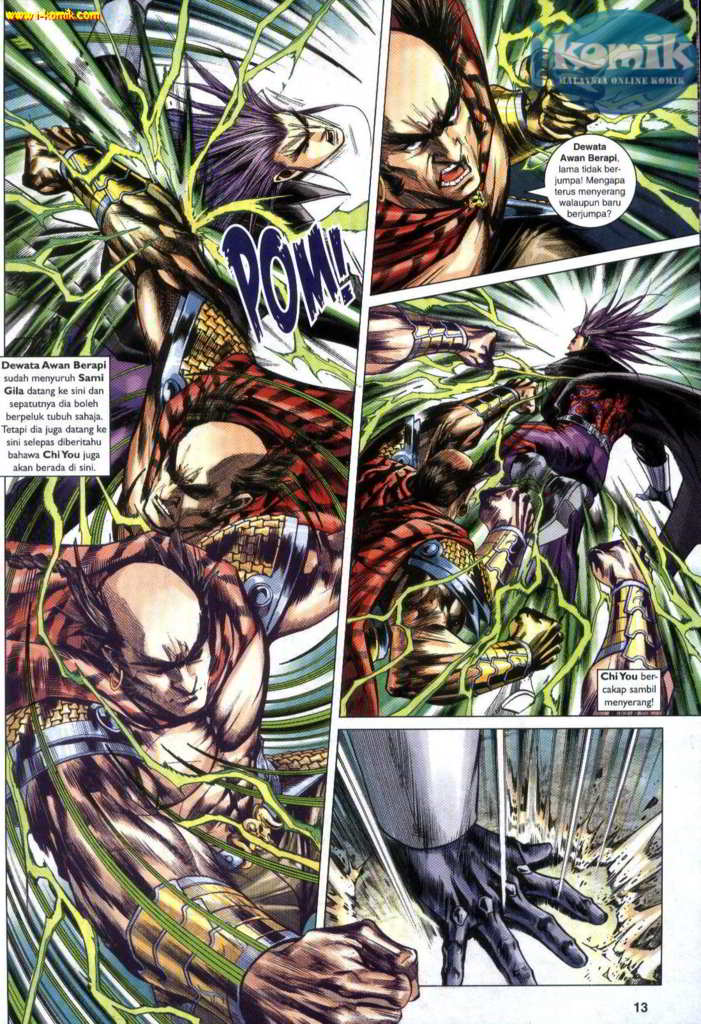 www.i-komik.com
komik
MALAYSIA ONLINE KOMIK
POM!!
Dewata
Awan Berapi,
lama tidak ber-
jumpa! Mengapa
terus menyerang
walaupun baru
berjumpa?
Dewata Awan Berapi
sudah menyuruh Sami
Gila datang ke sini dan
sepatutnya dia boleh
berpeluk tubuh sahaja.
Tetapi dia juga datang ke
sini selepas diberitahu
bahawa Chi You juga
akan berada di sini.
Chi You ber-
cakap sambil
menyerang!
13